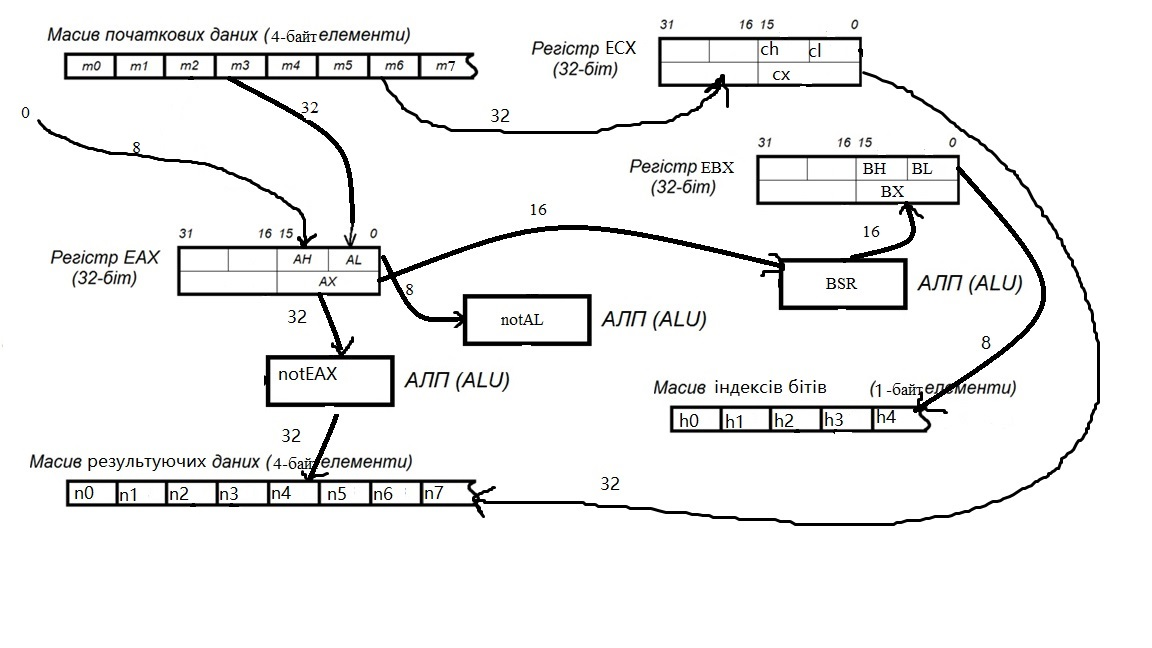 Масив початкових даних (4-байт елементи)
m0 m1 m2 m3 m4 m5 m6 m7
31 16 15 0
Регістр ECX
(32-біт)
ch cl
cx
0
8
32
32
31 16 15 0
Регістр EBX
(32-біт)
BH BL
BX
16
16
31 16 15 0
Регістр EAX
(32-біт)
AH AL
AX
8
notAL
АЛП (ALU)
BSR
АЛП (ALU)
32
notEAX
АЛП (ALU)
8
Масив індексів бітів (1-байт елементи)
h0 h1 h2 h3 h4
32
Масив результуючих даних (4-байт елементи)
n0 n1 n2 n3 n4 n5 n6 n7
32